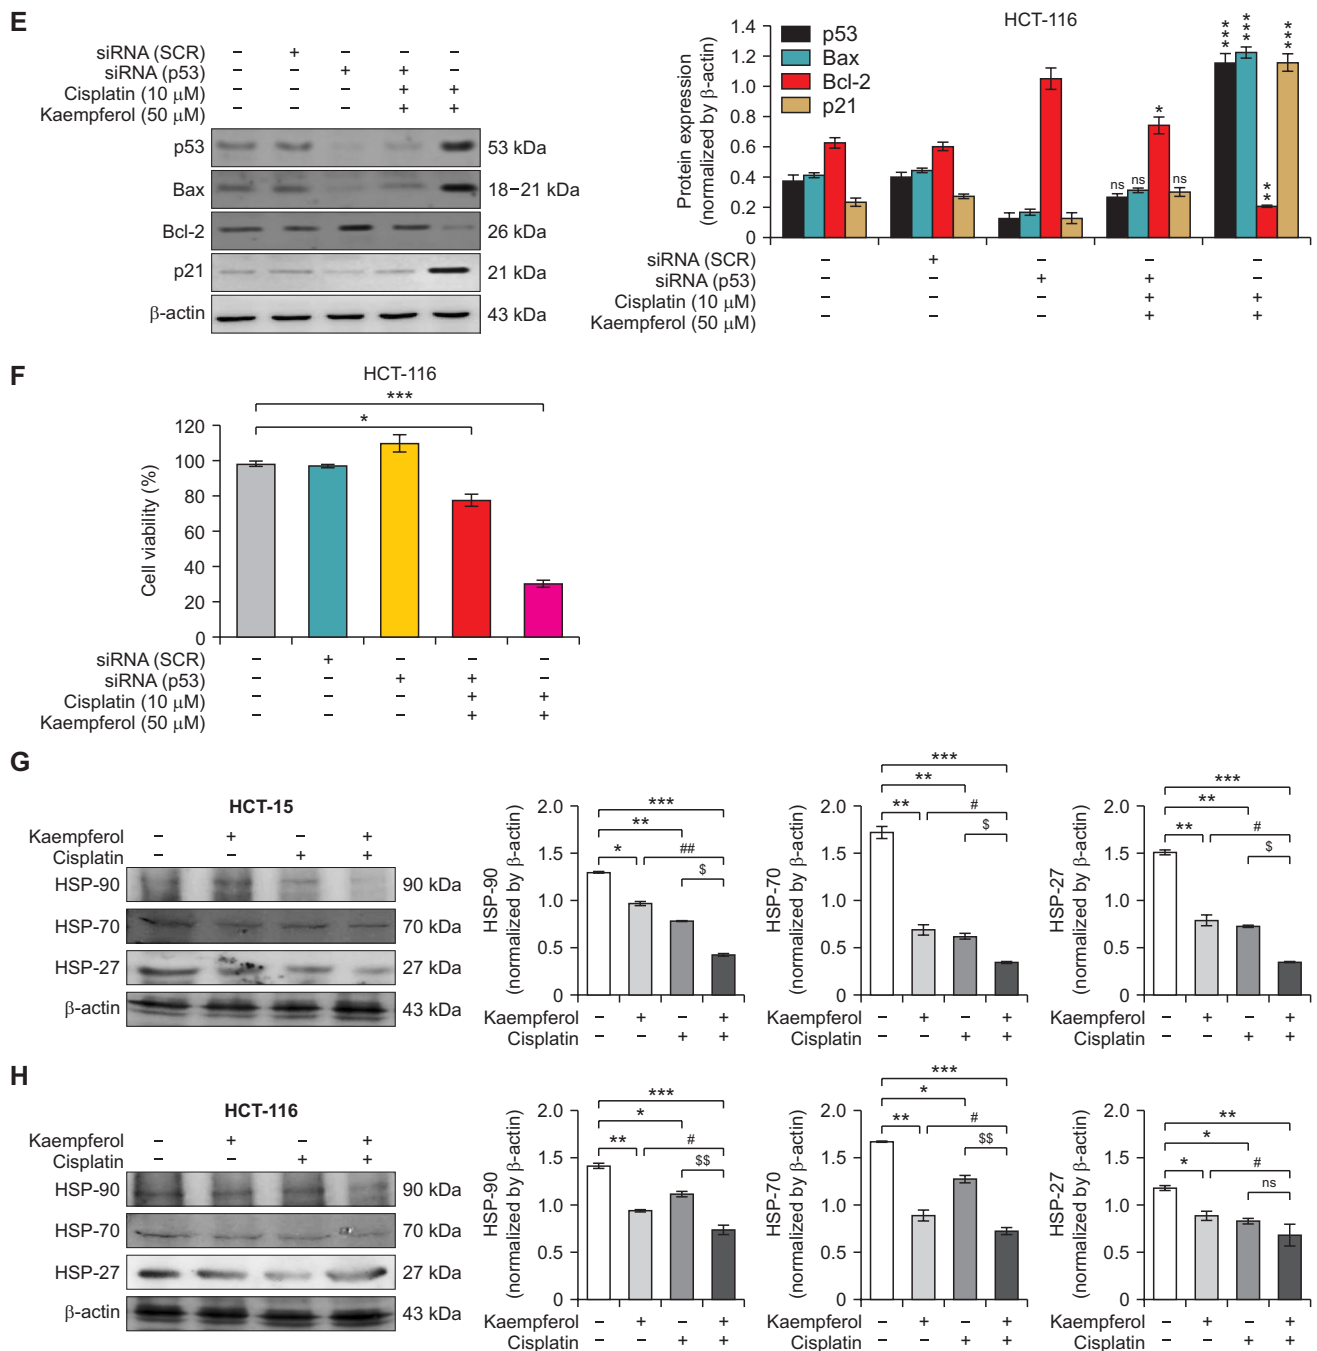 E
siRNA (SCR) – + – – –
siRNA (p53) – – + + –
Cisplatin (10 μM) – – – + +
Kaempferol (50 μM) – – – + +
p53 53 kDa
Bax 18–21 kDa
Bcl-2 26 kDa
p21 21 kDa
β-actin 43 kDa
HCT-116
Protein expression
(normalized by β-actin)
1.4
1.2
1.0
0.8
0.6
0.4
0.2
0
p53
Bax
Bcl-2
p21
ns ns * ns
*** *** ** ***
siRNA (SCR) – + – – –
siRNA (p53) – – + + –
Cisplatin (10 μM) – – – + +
Kaempferol (50 μM) – – – + +
F
HCT-116
***
*
Cell viability (%)
120
100
80
60
40
20
0
siRNA (SCR) – + – – –
siRNA (p53) – – + + –
Cisplatin (10 μM) – – – + +
Kaempferol (50 μM) – – – + +
G
HCT-15
Kaempferol – + – +
Cisplatin – – + +
HSP-90 90 kDa
HSP-70 70 kDa
HSP-27 27 kDa
β-actin 43 kDa
HSP-90
(normalized by β-actin)
2.0
1.5
1.0
0.5
0
***
**
* ##
$
Kaempferol – + – +
Cisplatin – – + +
HSP-70
(normalized by β-actin)
2.0
1.5
1.0
0.5
0
***
**
** #
$
Kaempferol – + – +
Cisplatin – – + +
HSP-27
(normalized by β-actin)
2.0
1.5
1.0
0.5
0
***
**
** #
$
Kaempferol – + – +
Cisplatin – – + +
H
HCT-116
Kaempferol – + – +
Cisplatin – – + +
HSP-90 90 kDa
HSP-70 70 kDa
HSP-27 27 kDa
β-actin 43 kDa
HSP-90
(normalized by β-actin)
2.0
1.5
1.0
0.5
0
***
*
** #
$$
Kaempferol – + – +
Cisplatin – – + +
HSP-70
(normalized by β-actin)
2.0
1.5
1.0
0.5
0
***
*
** #
$$
Kaempferol – + – +
Cisplatin – – + +
HSP-27
(normalized by β-actin)
2.0
1.5
1.0
0.5
0
**
*
* #
ns
Kaempferol – + – +
Cisplatin – – + +